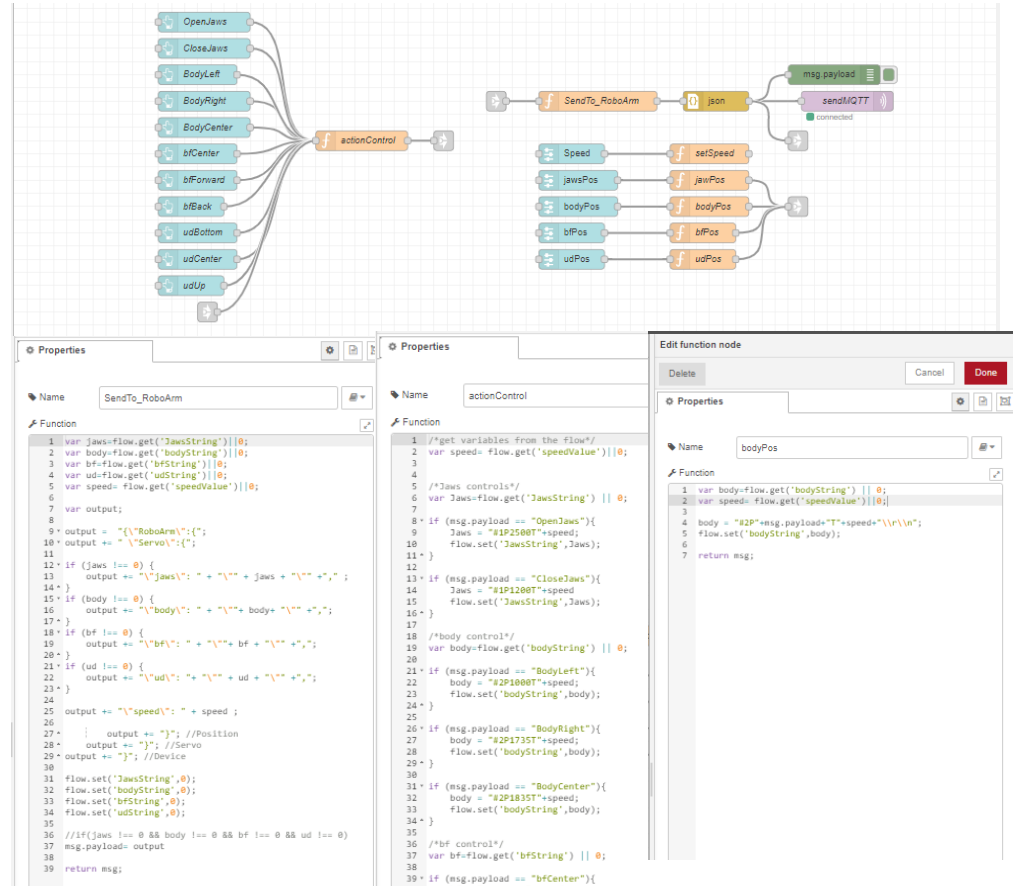 OpenJaws
CloseJaws
BodyLeft
BodyRight
BodyCenter
bfCenter
bfForward
bfBack
udBottom
udCenter
udUp
actionControl
SendTo_RoboArm
json
msg.payload
sendMQTT
connected
Speed
setSpeed
jawsPos
jawPos
bodyPos
bodyPos
bfPos
bfPos
udPos
udPos
Properties
Name
SendTo_RoboArm
Function
1 var jaws=flow.get('JawsString')||0;
2 var body=flow.get('bodyString')||0;
3 var bf=flow.get('bfString')||0;
4 var ud=flow.get('udString')||0;
5 var speed= flow.get('speedValue')||0;
6
7 var output;
8
9 output = "{\"RoboArm\":{";
10 output += " \"Servo\":{";
11
12 if (jaws !== 0) {
13 output += "\"jaws\": " + "\"" + jaws + "\"" +"," ;
14 }
15 if (body !== 0) {
16 output += "\"body\": " + "\""+ body+ "\"" +",";
17 }
18 if (bf !== 0) {
19 output += "\"bf\": " + "\""+ bf + "\"" +",";
20 }
21 if (ud !== 0) {
22 output += "\"ud\": "+ "\"" + ud + "\"" +",";
23 }
24
25 output += "\"speed\": " + speed ;
26
27 output += "}"; //Position
28 output += "}"; //Servo
29 output += "}"; //Device
30
31 flow.set('JawsString',0);
32 flow.set('bodyString',0);
33 flow.set('bfString',0);
34 flow.set('udString',0);
35
36 //if(jaws !== 0 && body !== 0 && bf !== 0 && ud !== 0)
37 msg.payload= output
38
39 return msg;
Properties
Name
actionControl
Function
1 /*get variables from the flow*/
2 var speed= flow.get('speedValue')||0;
3
4
5 /*Jaws controls*/
6 var Jaws=flow.get('JawsString') || 0;
7
8 if (msg.payload == "OpenJaws"){
9 Jaws = "#1P2500T"+speed;
10 flow.set('JawsString',Jaws);
11 }
12
13 if (msg.payload == "CloseJaws"){
14 Jaws = "#1P1200T"+speed
15 flow.set('JawsString',Jaws);
16 }
17
18 /*body control*/
19 var body=flow.get('bodyString') || 0;
20
21 if (msg.payload == "BodyLeft"){
22 body = "#2P1000T"+speed;
23 flow.set('bodyString',body);
24 }
25
26 if (msg.payload == "BodyRight"){
27 body = "#2P1735T"+speed;
28 flow.set('bodyString',body);
29 }
30
31 if (msg.payload == "BodyCenter"){
32 body = "#2P1835T"+speed;
33 flow.set('bodyString',body);
34 }
35
36 /*bf control*/
37 var bf=flow.get('bfString') || 0;
38
39 if (msg.payload == "bfCenter"){
Edit function node
Delete
Cancel
Done
Properties
Name
bodyPos
Function
1 var body=flow.get('bodyString') || 0;
2 var speed= flow.get('speedValue')||0;
3
4 body = "#2P"+msg.payload+"T"+speed+"\\r\\n";
5 flow.set('bodyString',body);
6
7 return msg;